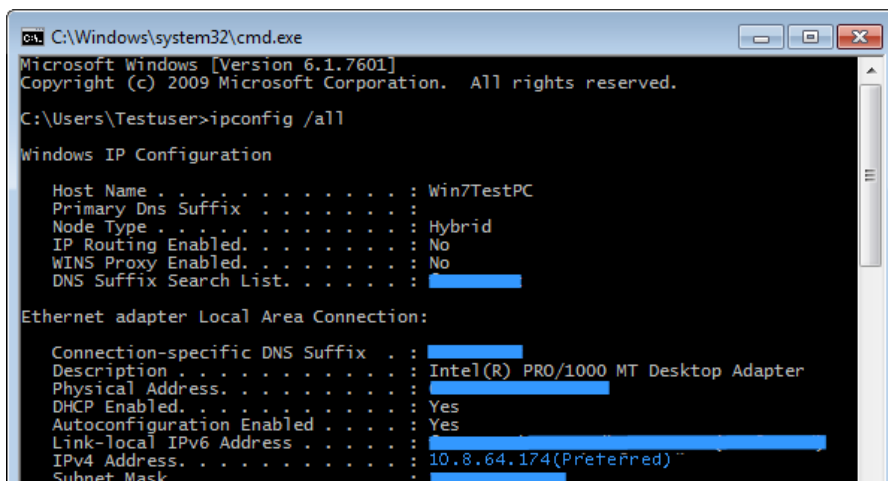 C:\Windows\system32\cmd.exe
Microsoft Windows [Version 6.1.7601]
Copyright (c) 2009 Microsoft Corporation.  All rights reserved.
C:\Users\Testuser>ipconfig /all
Windows IP Configuration
Host Name . . . . . . . . . . . . : Win7TestPC
Primary Dns Suffix  . . . . . . . :
Node Type . . . . . . . . . . . . : Hybrid
IP Routing Enabled. . . . . . . . : No
WINS Proxy Enabled. . . . . . . . : No
DNS Suffix Search List. . . . . . :
Ethernet adapter Local Area Connection:
Connection-specific DNS Suffix  . :
Description . . . . . . . . . . . : Intel(R) PRO/1000 MT Desktop Adapter
Physical Address. . . . . . . . . :
DHCP Enabled. . . . . . . . . . . : Yes
Autoconfiguration Enabled . . . . : Yes
Link-local IPv6 Address . . . . . :
IPv4 Address. . . . . . . . . . . : 10.8.64.174(Preferred)
Subnet Mask . . . . . . . . . . . :